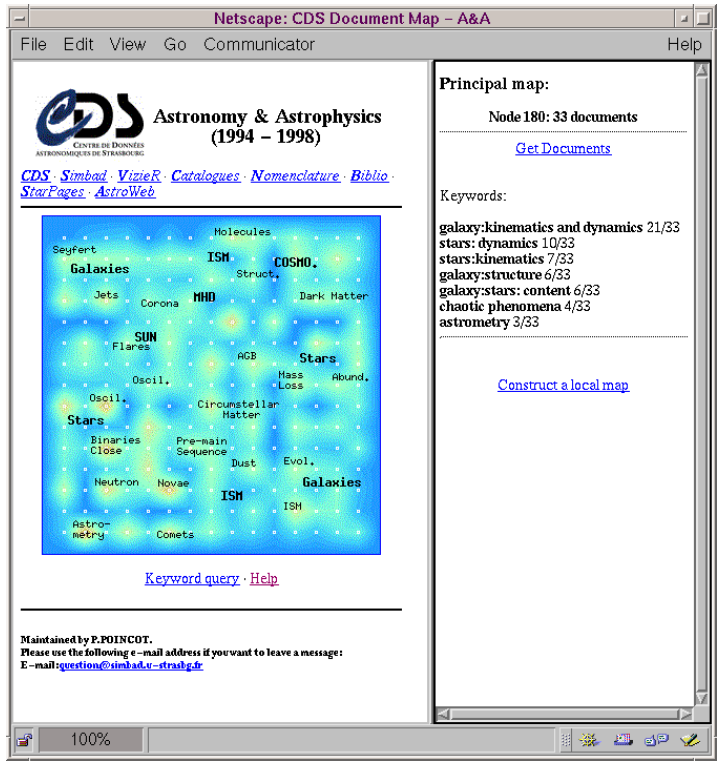 Netscape: CDS Document Map – A&A
File Edit View Go Communicator Help
CDS
CENTRE DE DONNÉES
ASTRONOMIQUES DE STRASBOURG
Astronomy & Astrophysics
(1994 – 1998)
CDS · Simbad · VizieR · Catalogues · Nomenclature · Biblio ·
StarPages · AstroWeb
Molecules
Seyfert
ISM
COSMO.
Galaxies
Struct.
Jets
Corona
MHD
Dark Matter
SUN
Flares
AGB
Stars
Oscil.
Mass
Loss
Abund.
Oscil.
Circumstellar
Matter
Stars
Binaries
Close
Pre-main
Sequence
Dust
Evol.
Neutron
Novae
Galaxies
ISM
ISM
Astro-
metry
Comets
Keyword query · Help
Maintained by P.POINCOT.
Please use the following e–mail address if you want to leave a message:
E–mail:question@simbad.u–strasbg.fr
Principal map:
Node 180: 33 documents
Get Documents
Keywords:
galaxy:kinematics and dynamics 21/33
stars: dynamics 10/33
stars:kinematics 7/33
galaxy:structure 6/33
galaxy:stars: content 6/33
chaotic phenomena 4/33
astrometry 3/33
Construct a local map
100%